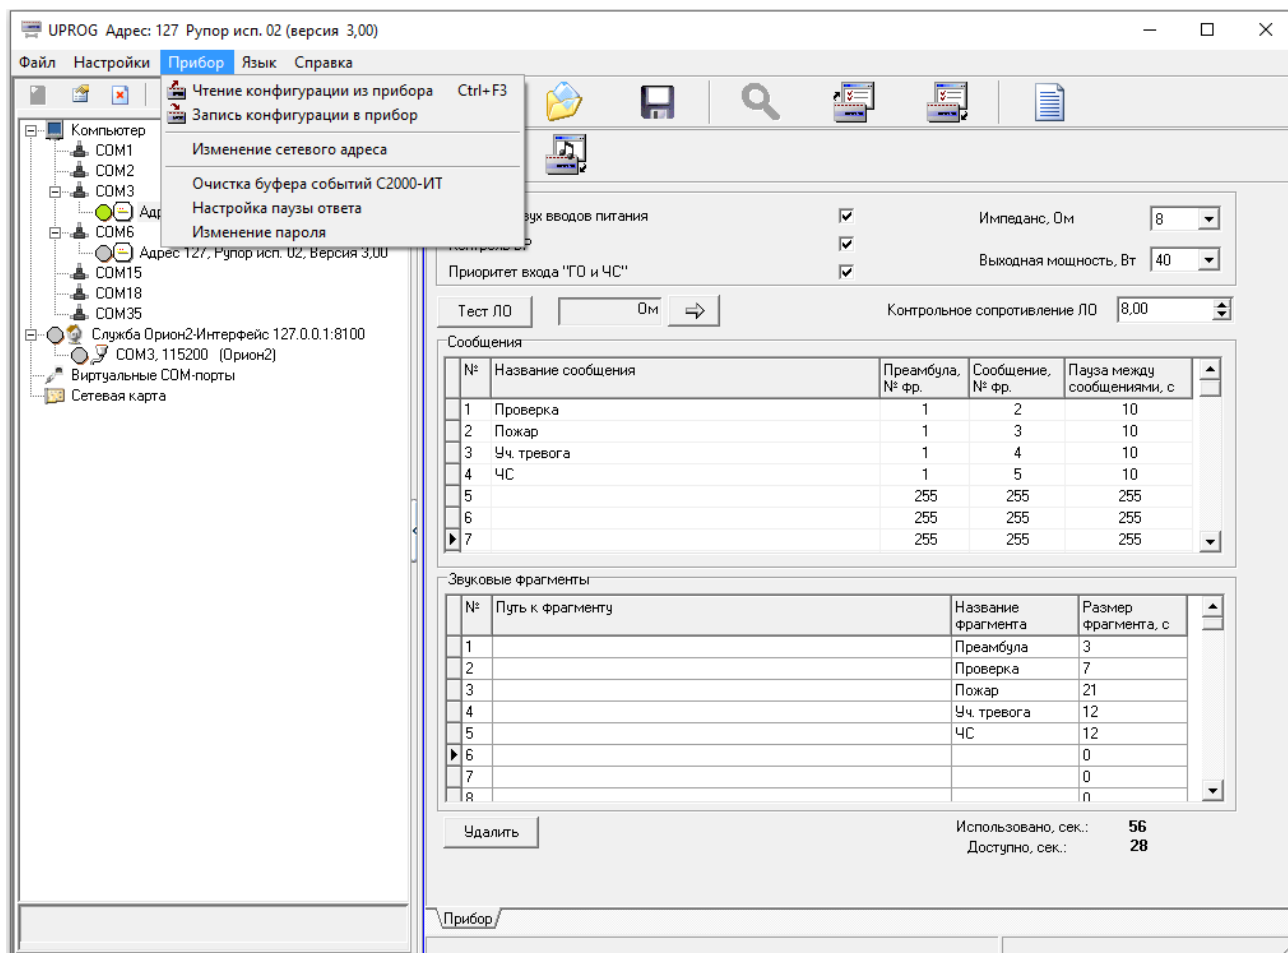 UPROG Адрес: 127 Рупор исп. 02 (версия 3,00)
Файл Настройки Прибор Язык Справка
Чтение конфигурации из прибора Ctrl+F3
Запись конфигурации в прибор
Изменение сетевого адреса
Очистка буфера событий С2000-ИТ
Настройка паузы ответа
Изменение пароля
Компьютер
COM1
COM2
COM3
COM6
Адрес 127, Рупор исп. 02, Версия 3,00
COM15
COM18
COM35
Служба Орион2-Интерфейс 127.0.0.1:8100
COM3, 115200 (Орион2)
Виртуальные COM-порты
Сетевая карта
вводов питания
Приоритет входа "ГО и ЧС"
Импеданс, Ом 8
Выходная мощность, Вт 40
Тест ЛО Ом Контрольное сопротивление ЛО 8,00
Сообщения
№ Название сообщения Преамбула, № фр. Сообщение, № фр. Пауза между сообщениями, с
1 Проверка 1 2 10
2 Пожар 1 3 10
3 Уч. тревога 1 4 10
4 ЧС 1 5 10
5 255 255 255
6 255 255 255
7 255 255 255
Звуковые фрагменты
№ Путь к фрагменту Название фрагмента Размер фрагмента, с
1 Преамбула 3
2 Проверка 7
3 Пожар 21
4 Уч. тревога 12
5 ЧС 12
6 0
7 0
8 0
Удалить
Использовано, сек.: 56
Доступно, сек.: 28
Прибор